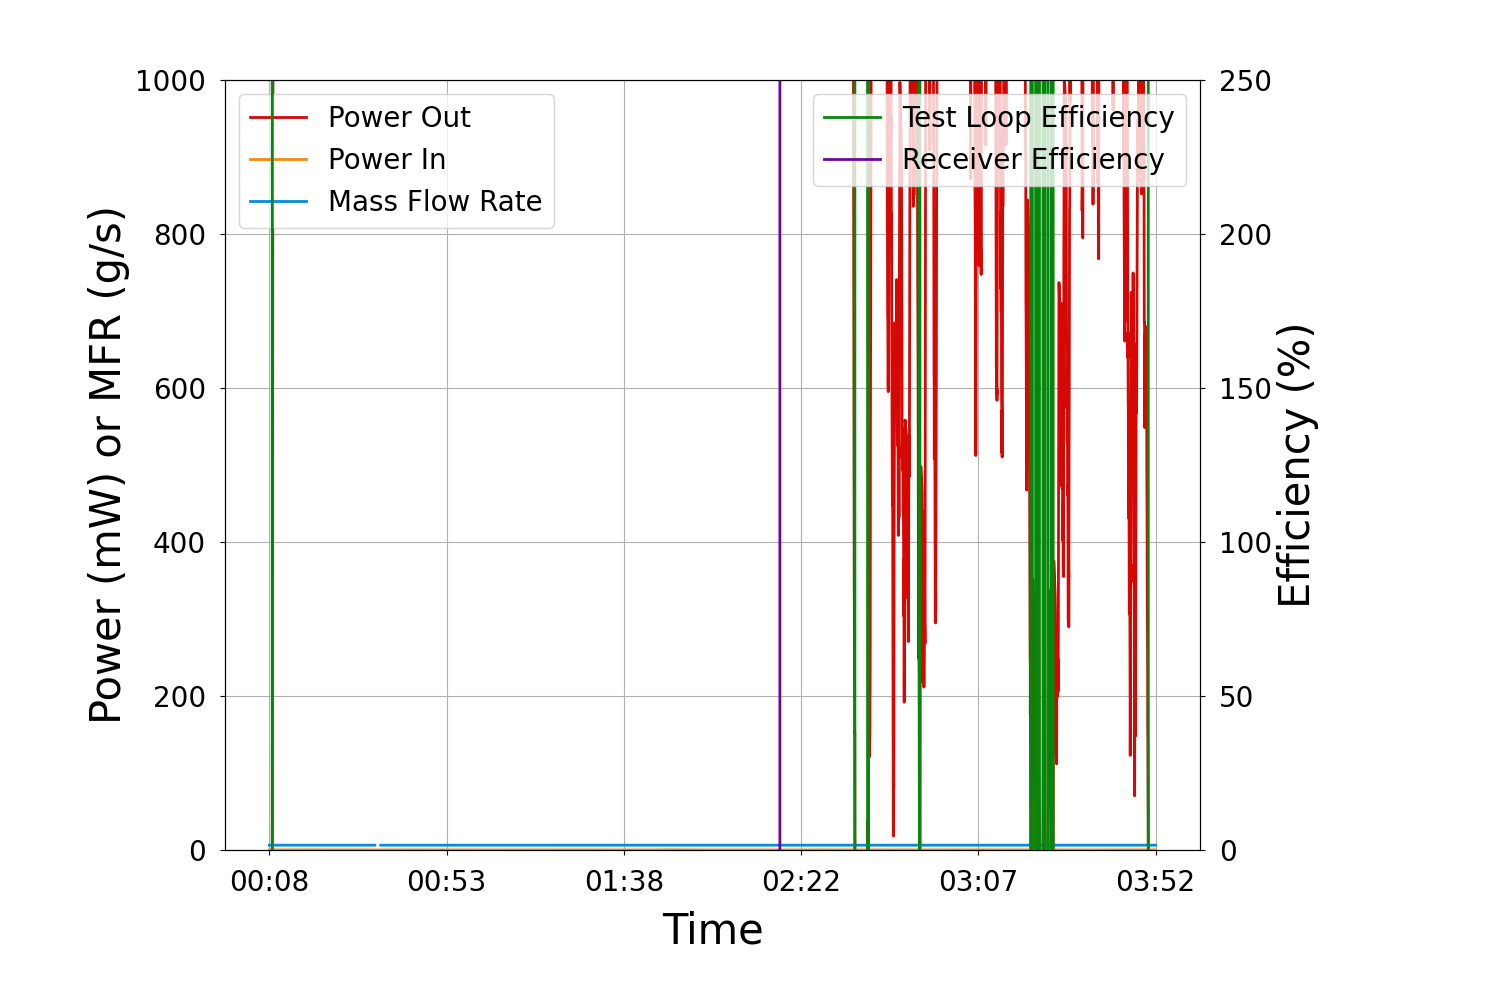 1000
800
600
400
200
0
Power (mW) or MFR (g/s)
Power Out
Power In
Mass Flow Rate
Test Loop Efficiency
Receiver Efficiency
250
200
150
100
50
0
Efficiency (%)
00:08 00:53 01:38 02:22 03:07 03:52
Time